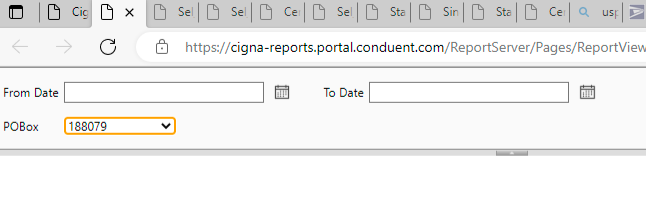 Cig Sel Sel Cer Sel Sta Sin Sta Cer usp
https://cigna-reports.portal.conduent.com/ReportServer/Pages/ReportView
From Date To Date
POBox 188079